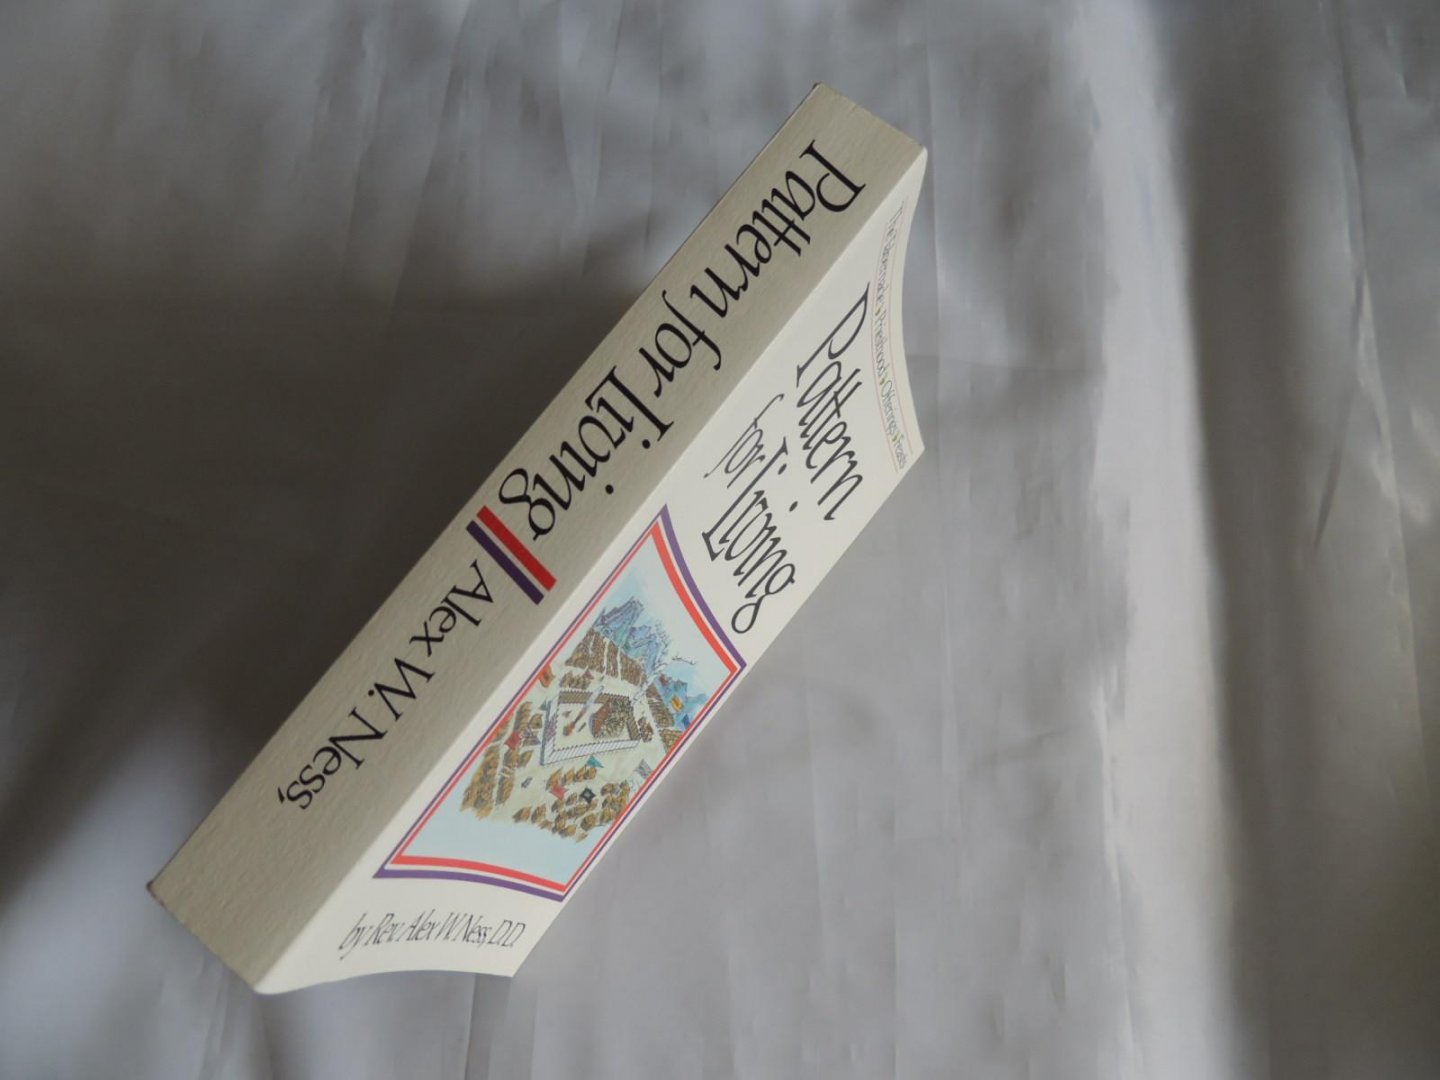 Pattern for Living
Alex W. Ness,
The Tabernacle • Priesthood • Offerings • Feasts
Pattern
for Living
by Rev. Alex W. Ness, D.D.